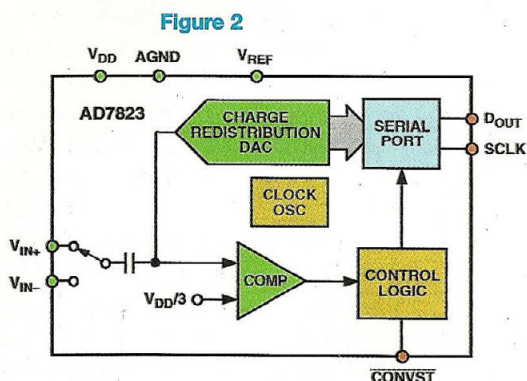 Figure 2
VDD AGND VREF
AD7823
CHARGE
REDISTRIBUTION
DAC
SERIAL
PORT
DOUT
SCLK
CLOCK
OSC
VIN+
VIN–
COMP
VDD/3
CONTROL
LOGIC
CONVST